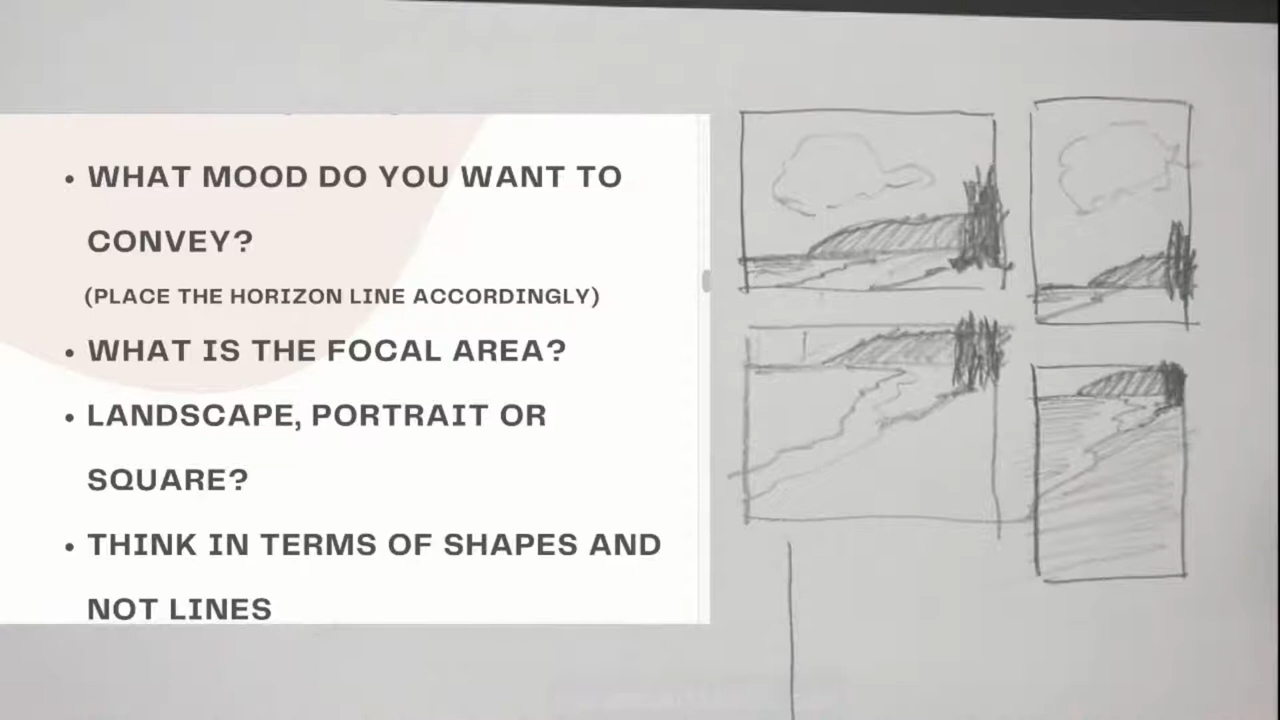 • WHAT MOOD DO YOU WANT TO
CONVEY?
(PLACE THE HORIZON LINE ACCORDINGLY)
• WHAT IS THE FOCAL AREA?
• LANDSCAPE, PORTRAIT OR
SQUARE?
• THINK IN TERMS OF SHAPES AND
NOT LINES